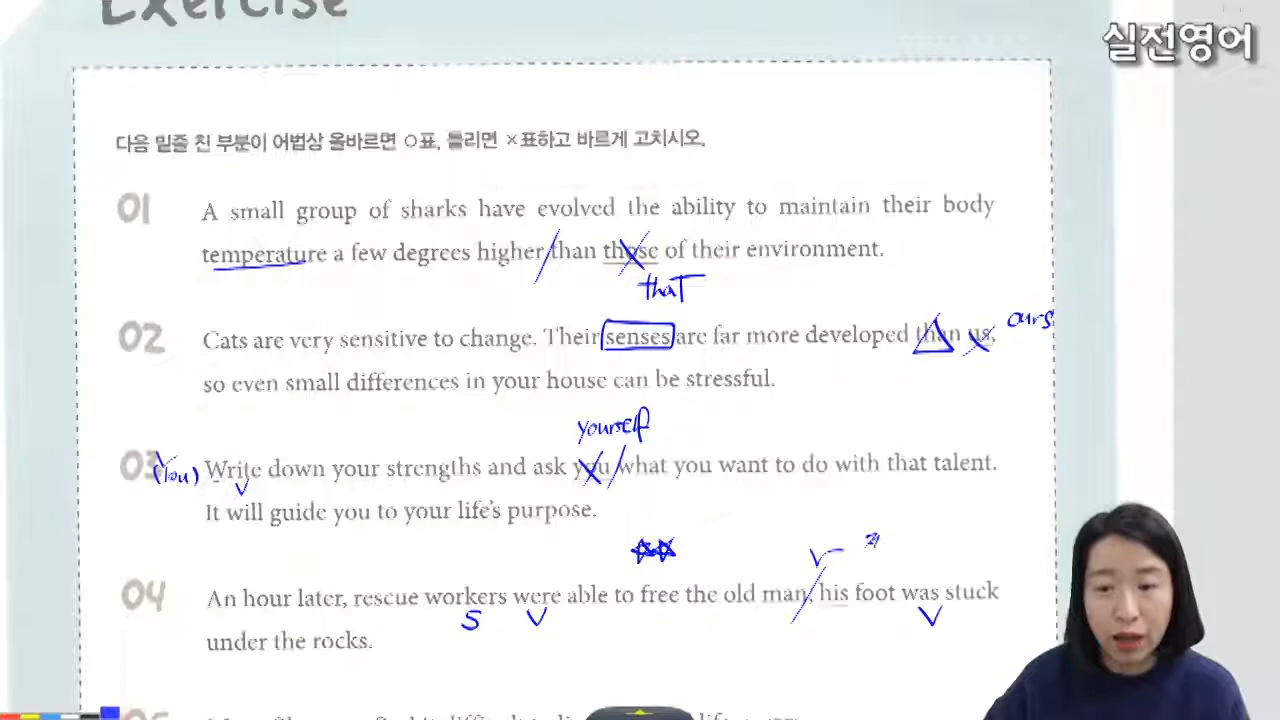 Exercise
실전영어
다음 밑줄 친 부분이 어법상 올바르면 ○표, 틀리면 ×표하고 바르게 고치시오.
01 A small group of sharks have evolved the ability to maintain their body
temperature a few degrees higher than those of their environment.
that
02 Cats are very sensitive to change. Their senses are far more developed than us,
ours
so even small differences in your house can be stressful.
yourself
03 (You) Write down your strengths and ask you what you want to do with that talent.
V
It will guide you to your life's purpose.
04 An hour later, rescue workers were able to free the old man, his foot was stuck
S V V
under the rocks.